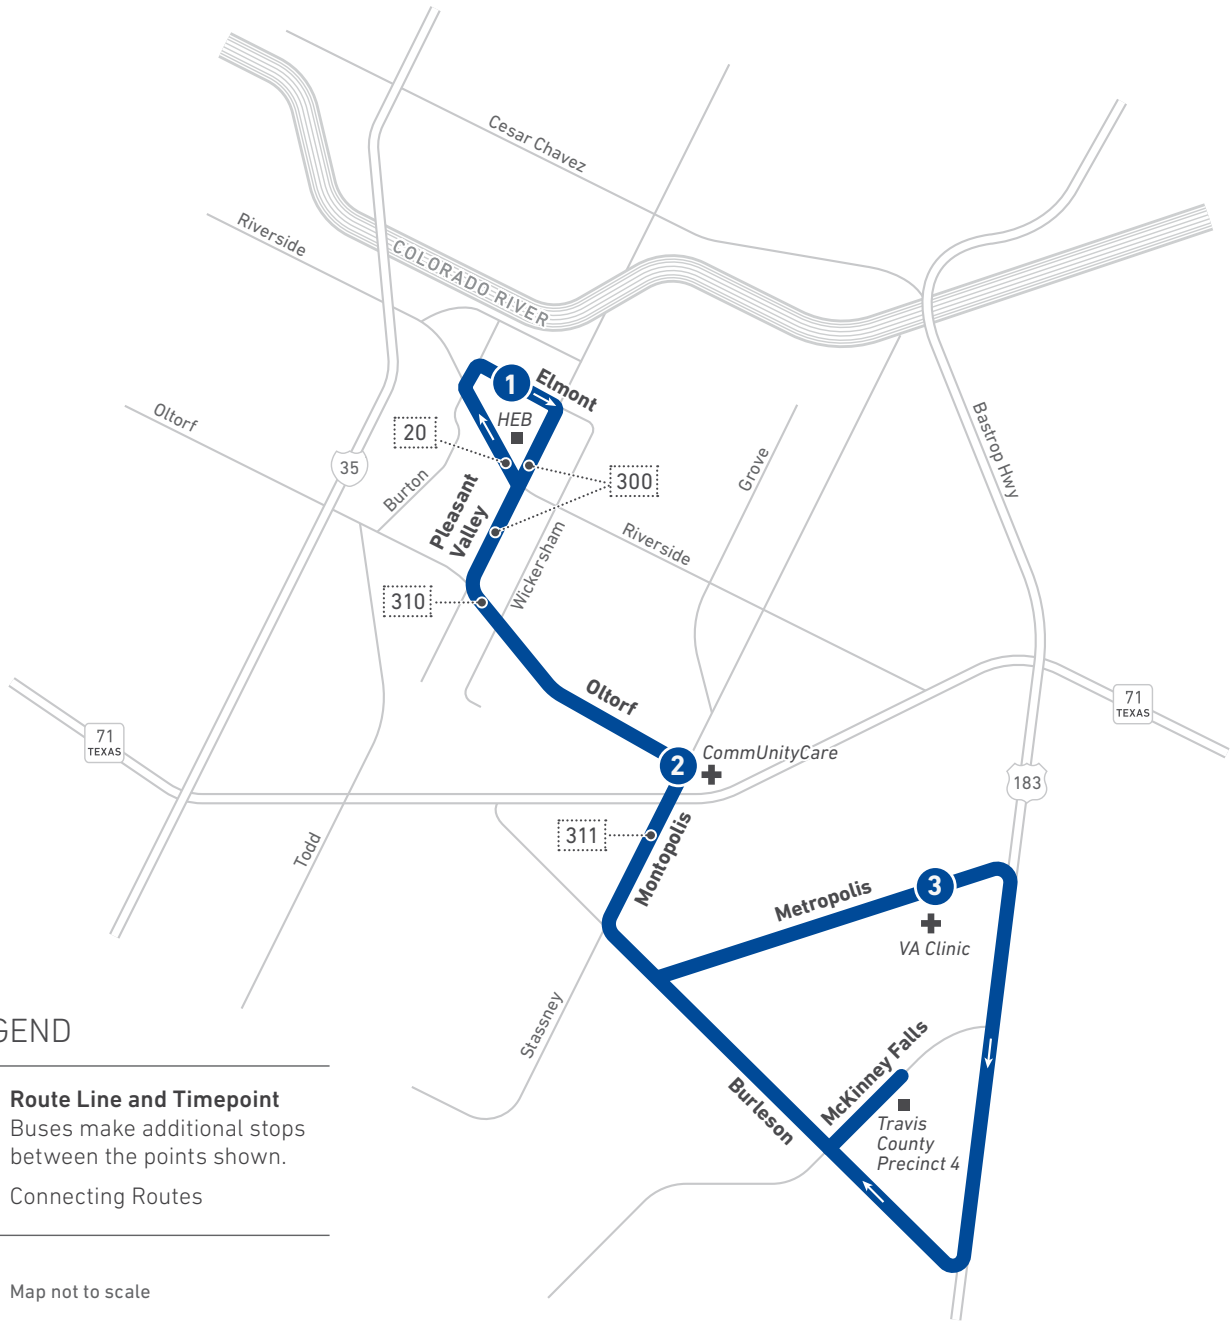 Cesar Chavez
Riverside
COLORADO RIVER
1
Elmont
HEB
Oltorf
20
Bastrop Hwy
35
Burton
Pleasant
Valley
300
Grove
Wickersham
Riverside
310
Oltorf
71
TEXAS
71
TEXAS
2
CommUnityCare
183
311
Montopolis
Todd
Metropolis
3
VA Clinic
Stassney
GEND
McKinney Falls
Burleson
Travis
County
Precinct 4
Route Line and Timepoint
Buses make additional stops
between the points shown.
Connecting Routes
Map not to scale